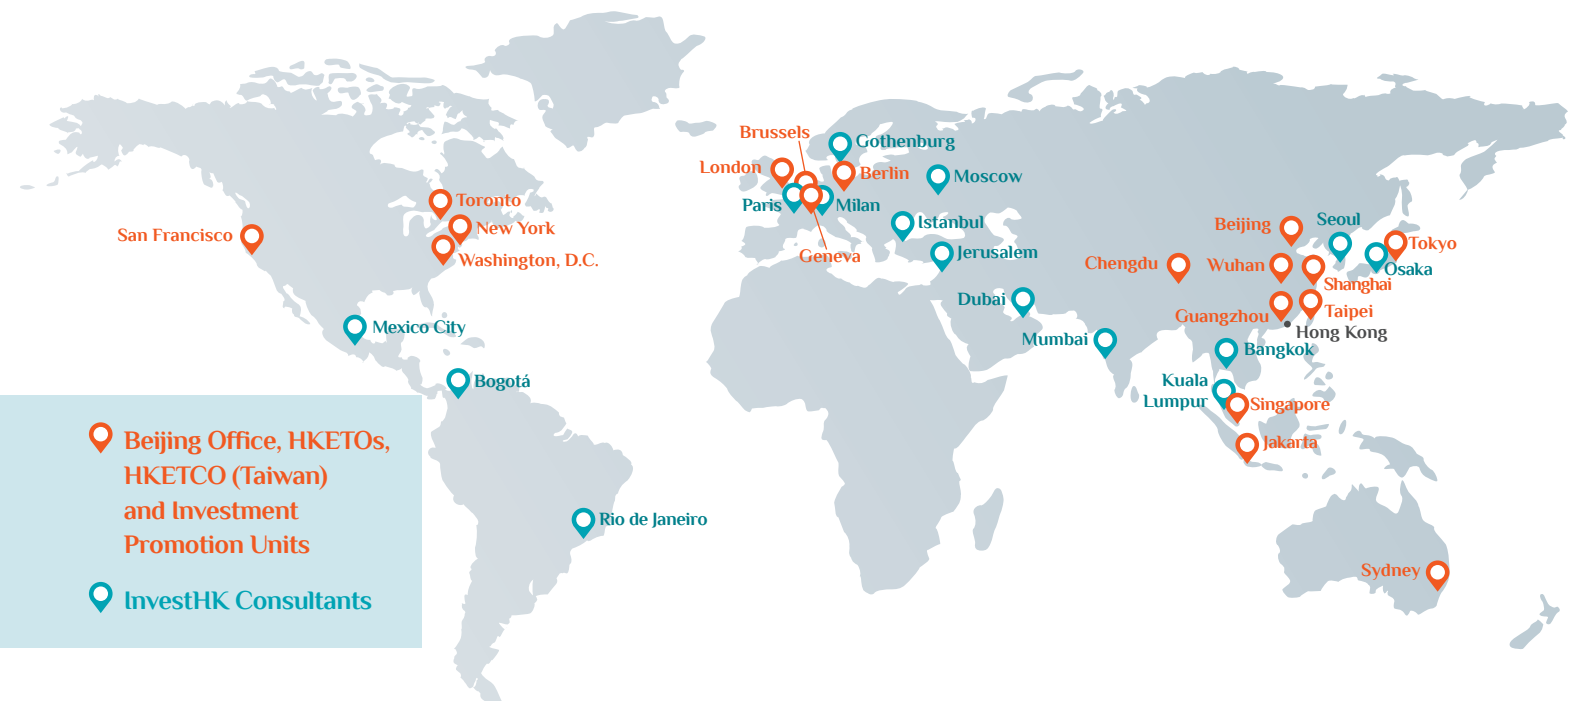 Brussels
Gothenburg
London
Berlin
Moscow
Paris
Milan
Toronto
New York
San Francisco
Washington, D.C.
Istanbul
Geneva
Jerusalem
Beijing
Seoul
Tokyo
Chengdu
Wuhan
Osaka
Shanghai
Dubai
Guangzhou
Taipei
Hong Kong
Mexico City
Mumbai
Bangkok
Bogotá
Kuala
Lumpur
Singapore
Jakarta
Beijing Office, HKETOs,
HKETCO (Taiwan)
and Investment
Promotion Units
InvestHK Consultants
Rio de Janeiro
Sydney